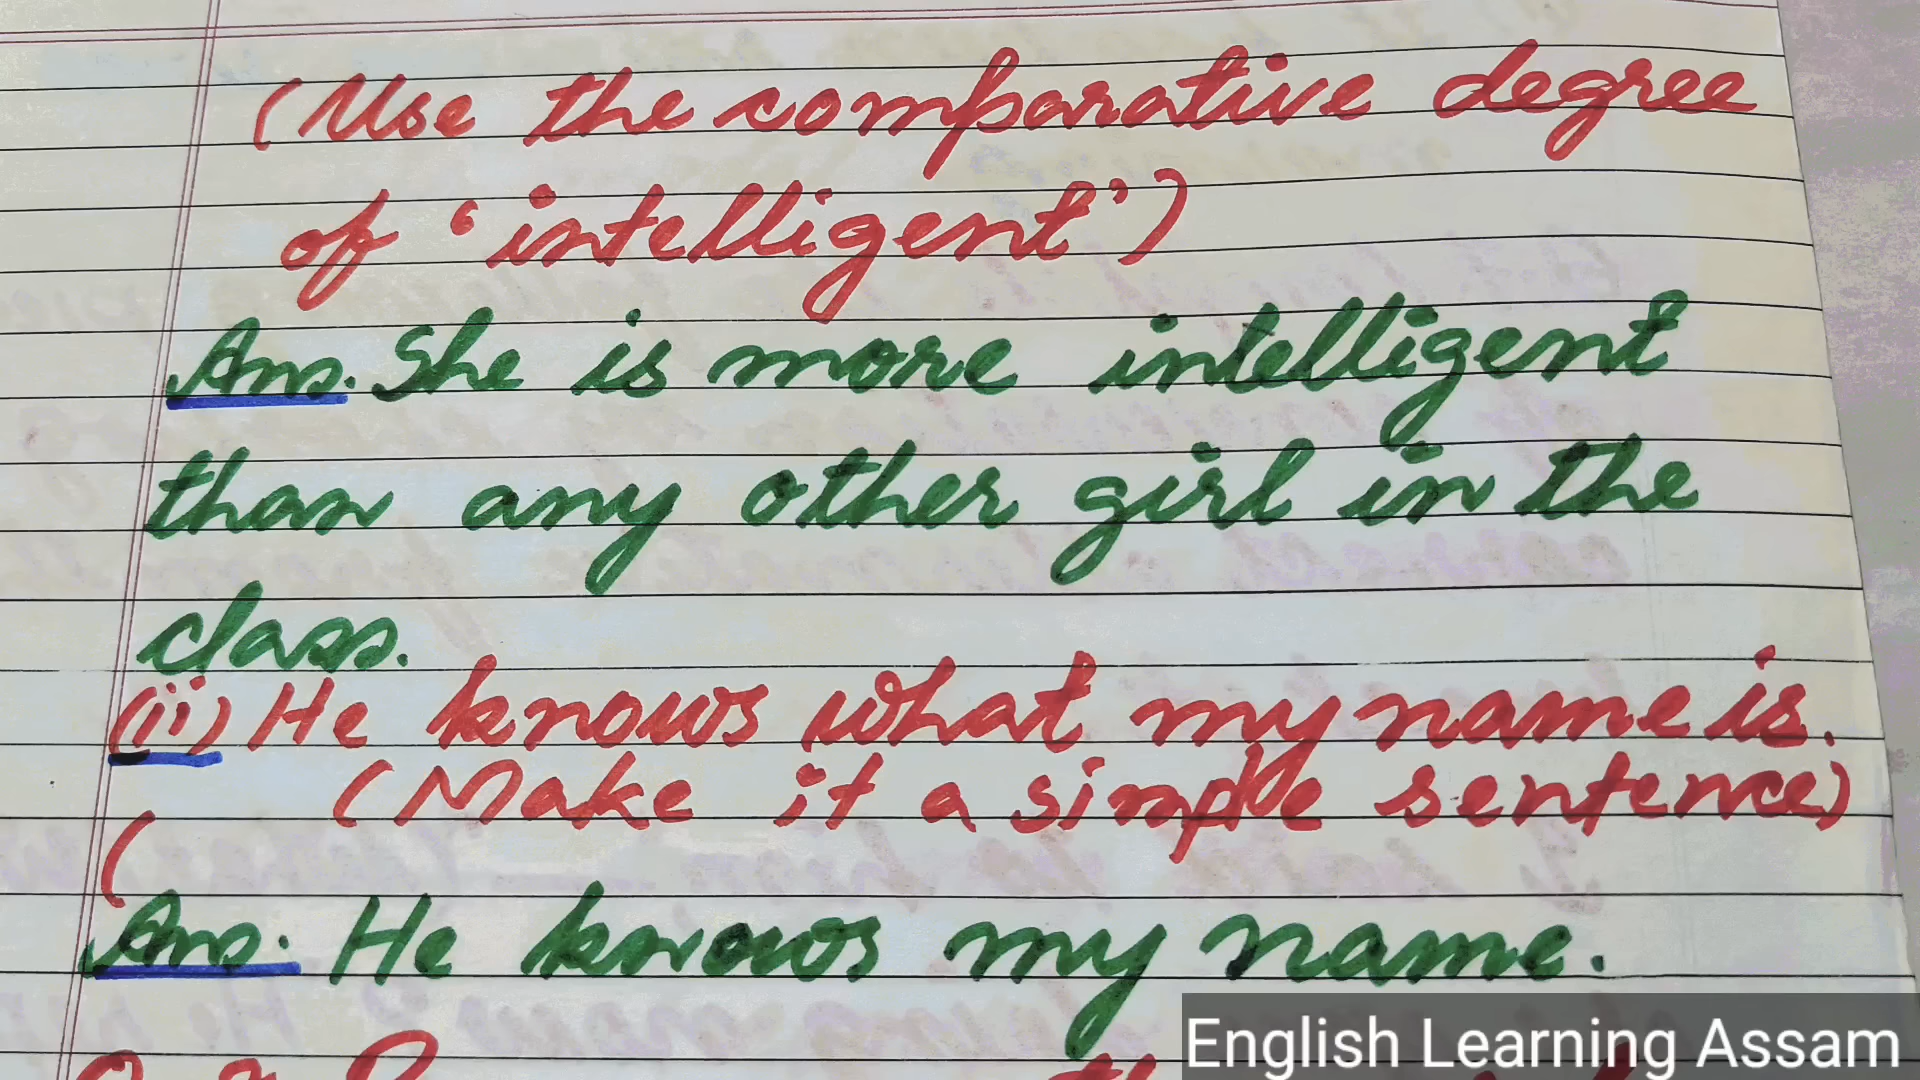 (Use the comparative degree
of 'intelligent')
Ans. She is more intelligent
than any other girl in the
class.
(ii) He knows what my name is.
(Make it a simple sentence)
(
Ans. He knows my name.
English Learning Assam